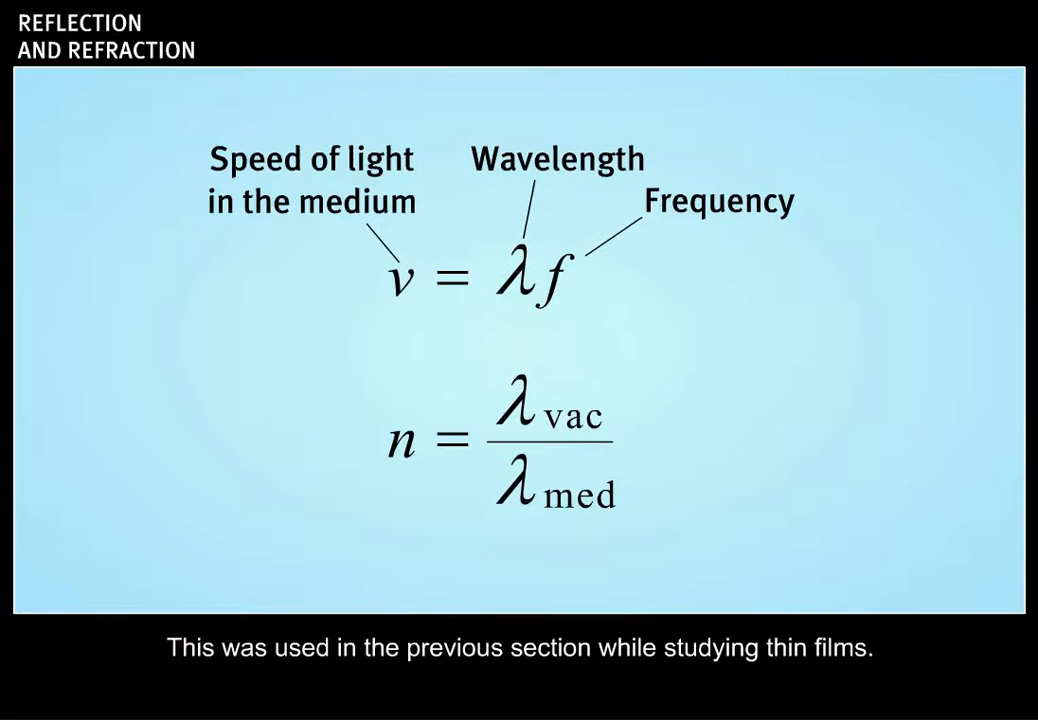 REFLECTION
AND REFRACTION
Speed of light
in the medium
Wavelength
Frequency
v = λf
n = λvac / λmed
This was used in the previous section while studying thin films.